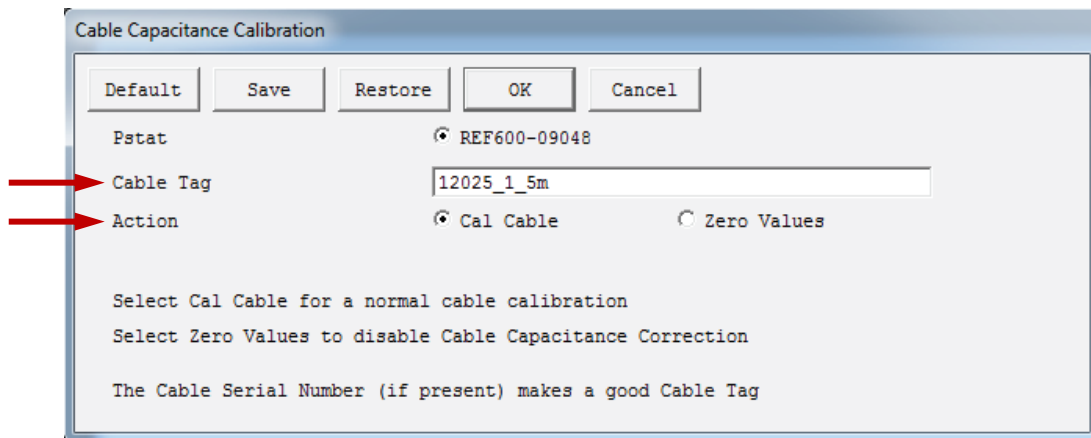 Cable Capacitance Calibration
Default Save Restore OK Cancel
Pstat REF600-09048
Cable Tag 12025_1_5m
Action Cal Cable Zero Values
Select Cal Cable for a normal cable calibration
Select Zero Values to disable Cable Capacitance Correction
The Cable Serial Number (if present) makes a good Cable Tag